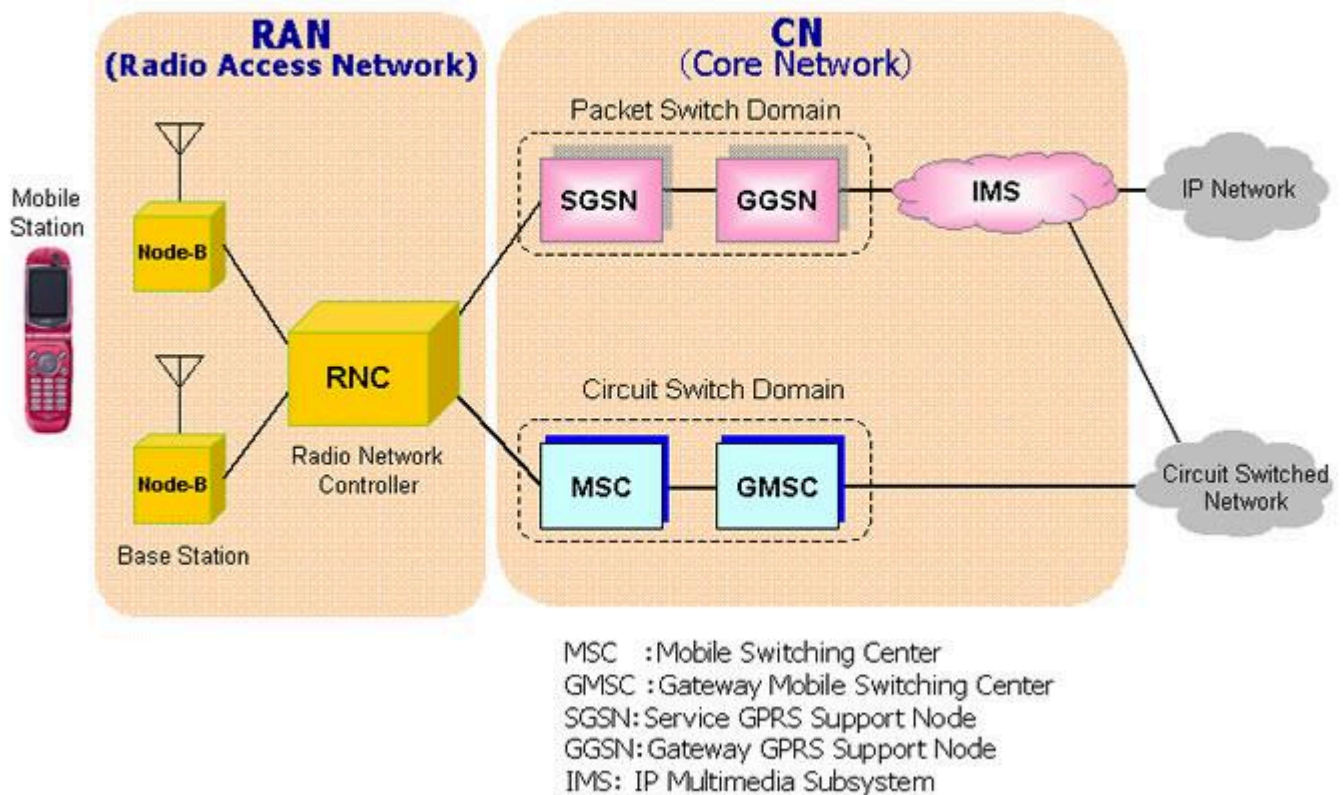 RAN
(Radio Access Network)
CN
(Core Network)
Packet Switch Domain
Mobile
Station
Node-B
SGSN
GGSN
IMS
IP Network
RNC
Radio Network
Controller
Circuit Switch Domain
Node-B
Base Station
MSC
GMSC
Circuit Switched
Network
MSC :Mobile Switching Center
GMSC :Gateway Mobile Switching Center
SGSN:Service GPRS Support Node
GGSN:Gateway GPRS Support Node
IMS: IP Multimedia Subsystem